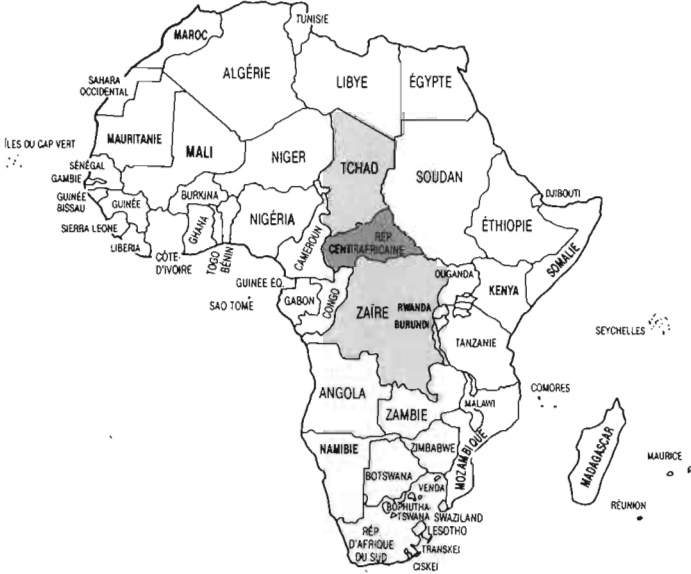 TUNISIE
MAROC
ALGÉRIE
LIBYE
ÉGYPTE
SAHARA
OCCIDENTAL
MAURITANIE
ÎLES DU CAP VERT
MALI
NIGER
TCHAD
SOUDAN
SÉNÉGAL
GAMBIE
GUINÉE
BISSAU
GUINÉE
BURKINA
DJIBOUTI
SIERRA LEONE
LIBERIA
CÔTE-
D'IVOIRE
GHANA
TOGO
BÉNIN
NIGÉRIA
CAMEROUN
RÉP.
CENTRAFRICAINE
ÉTHIOPIE
SOMALIE
GUINÉE ÉQ.
SAO TOMÉ
GABON
CONGO
ZAÏRE
OUGANDA
KENYA
RWANDA
BURUNDI
TANZANIE
SEYCHELLES
ANGOLA
ZAMBIE
MALAWI
COMORES
MOZAMBIQUE
NAMIBIE
ZIMBABWE
BOTSWANA
VENDA
BOPHUTHA-
TSWANA
MADAGASCAR
MAURICE
RÉUNION
SWAZILAND
LESOTHO
RÉP.
D'AFRIQUE
DU SUD
TRANSKEI
CISKEI